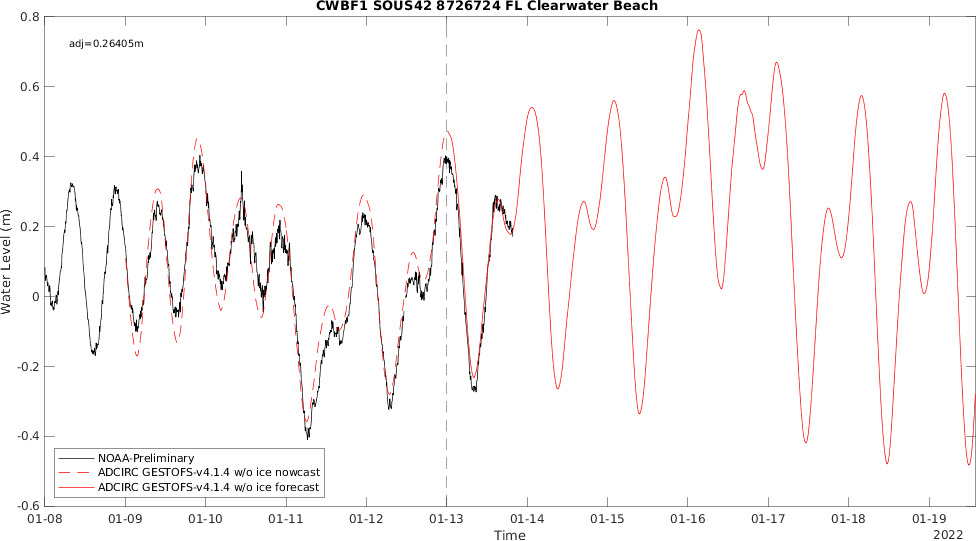 CWBF1 SOUS42 8726724 FL Clearwater Beach
adj=0.26405m
0.8
0.6
0.4
0.2
0
-0.2
-0.4
-0.6
Water Level (m)
NOAA-Preliminary
ADCIRC GESTOFS-v4.1.4 w/o ice nowcast
ADCIRC GESTOFS-v4.1.4 w/o ice forecast
01-08 01-09 01-10 01-11 01-12 01-13 01-14 01-15 01-16 01-17 01-18 01-19
Time
2022